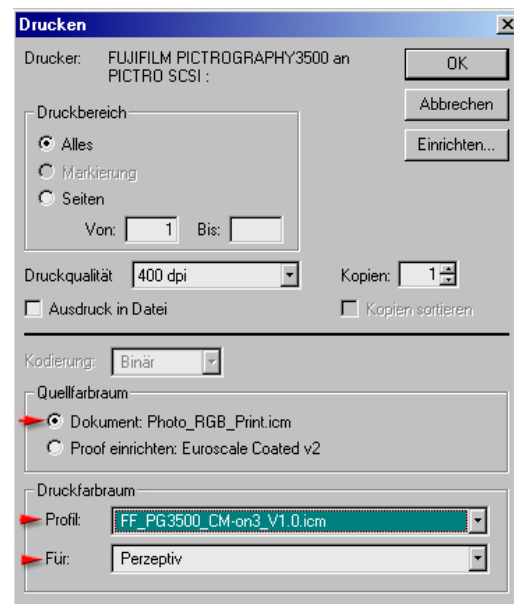 Drucken
Drucker: FUJIFILM PICTROGRAPHY3500 an
PICTRO SCSI :
OK
Abbrechen
Einrichten...
Druckbereich
Alles
Markierung
Seiten
Von: 1 Bis:
Druckqualität 400 dpi Kopien: 1
Ausdruck in Datei Kopien sortieren
Kodierung: Binär
Quellfarbraum
Dokument: Photo_RGB_Print.icm
Proof einrichten: Euroscale Coated v2
Druckfarbraum
Profil: FF_PG3500_CM-on3_V1.0.icm
Für: Perzeptiv